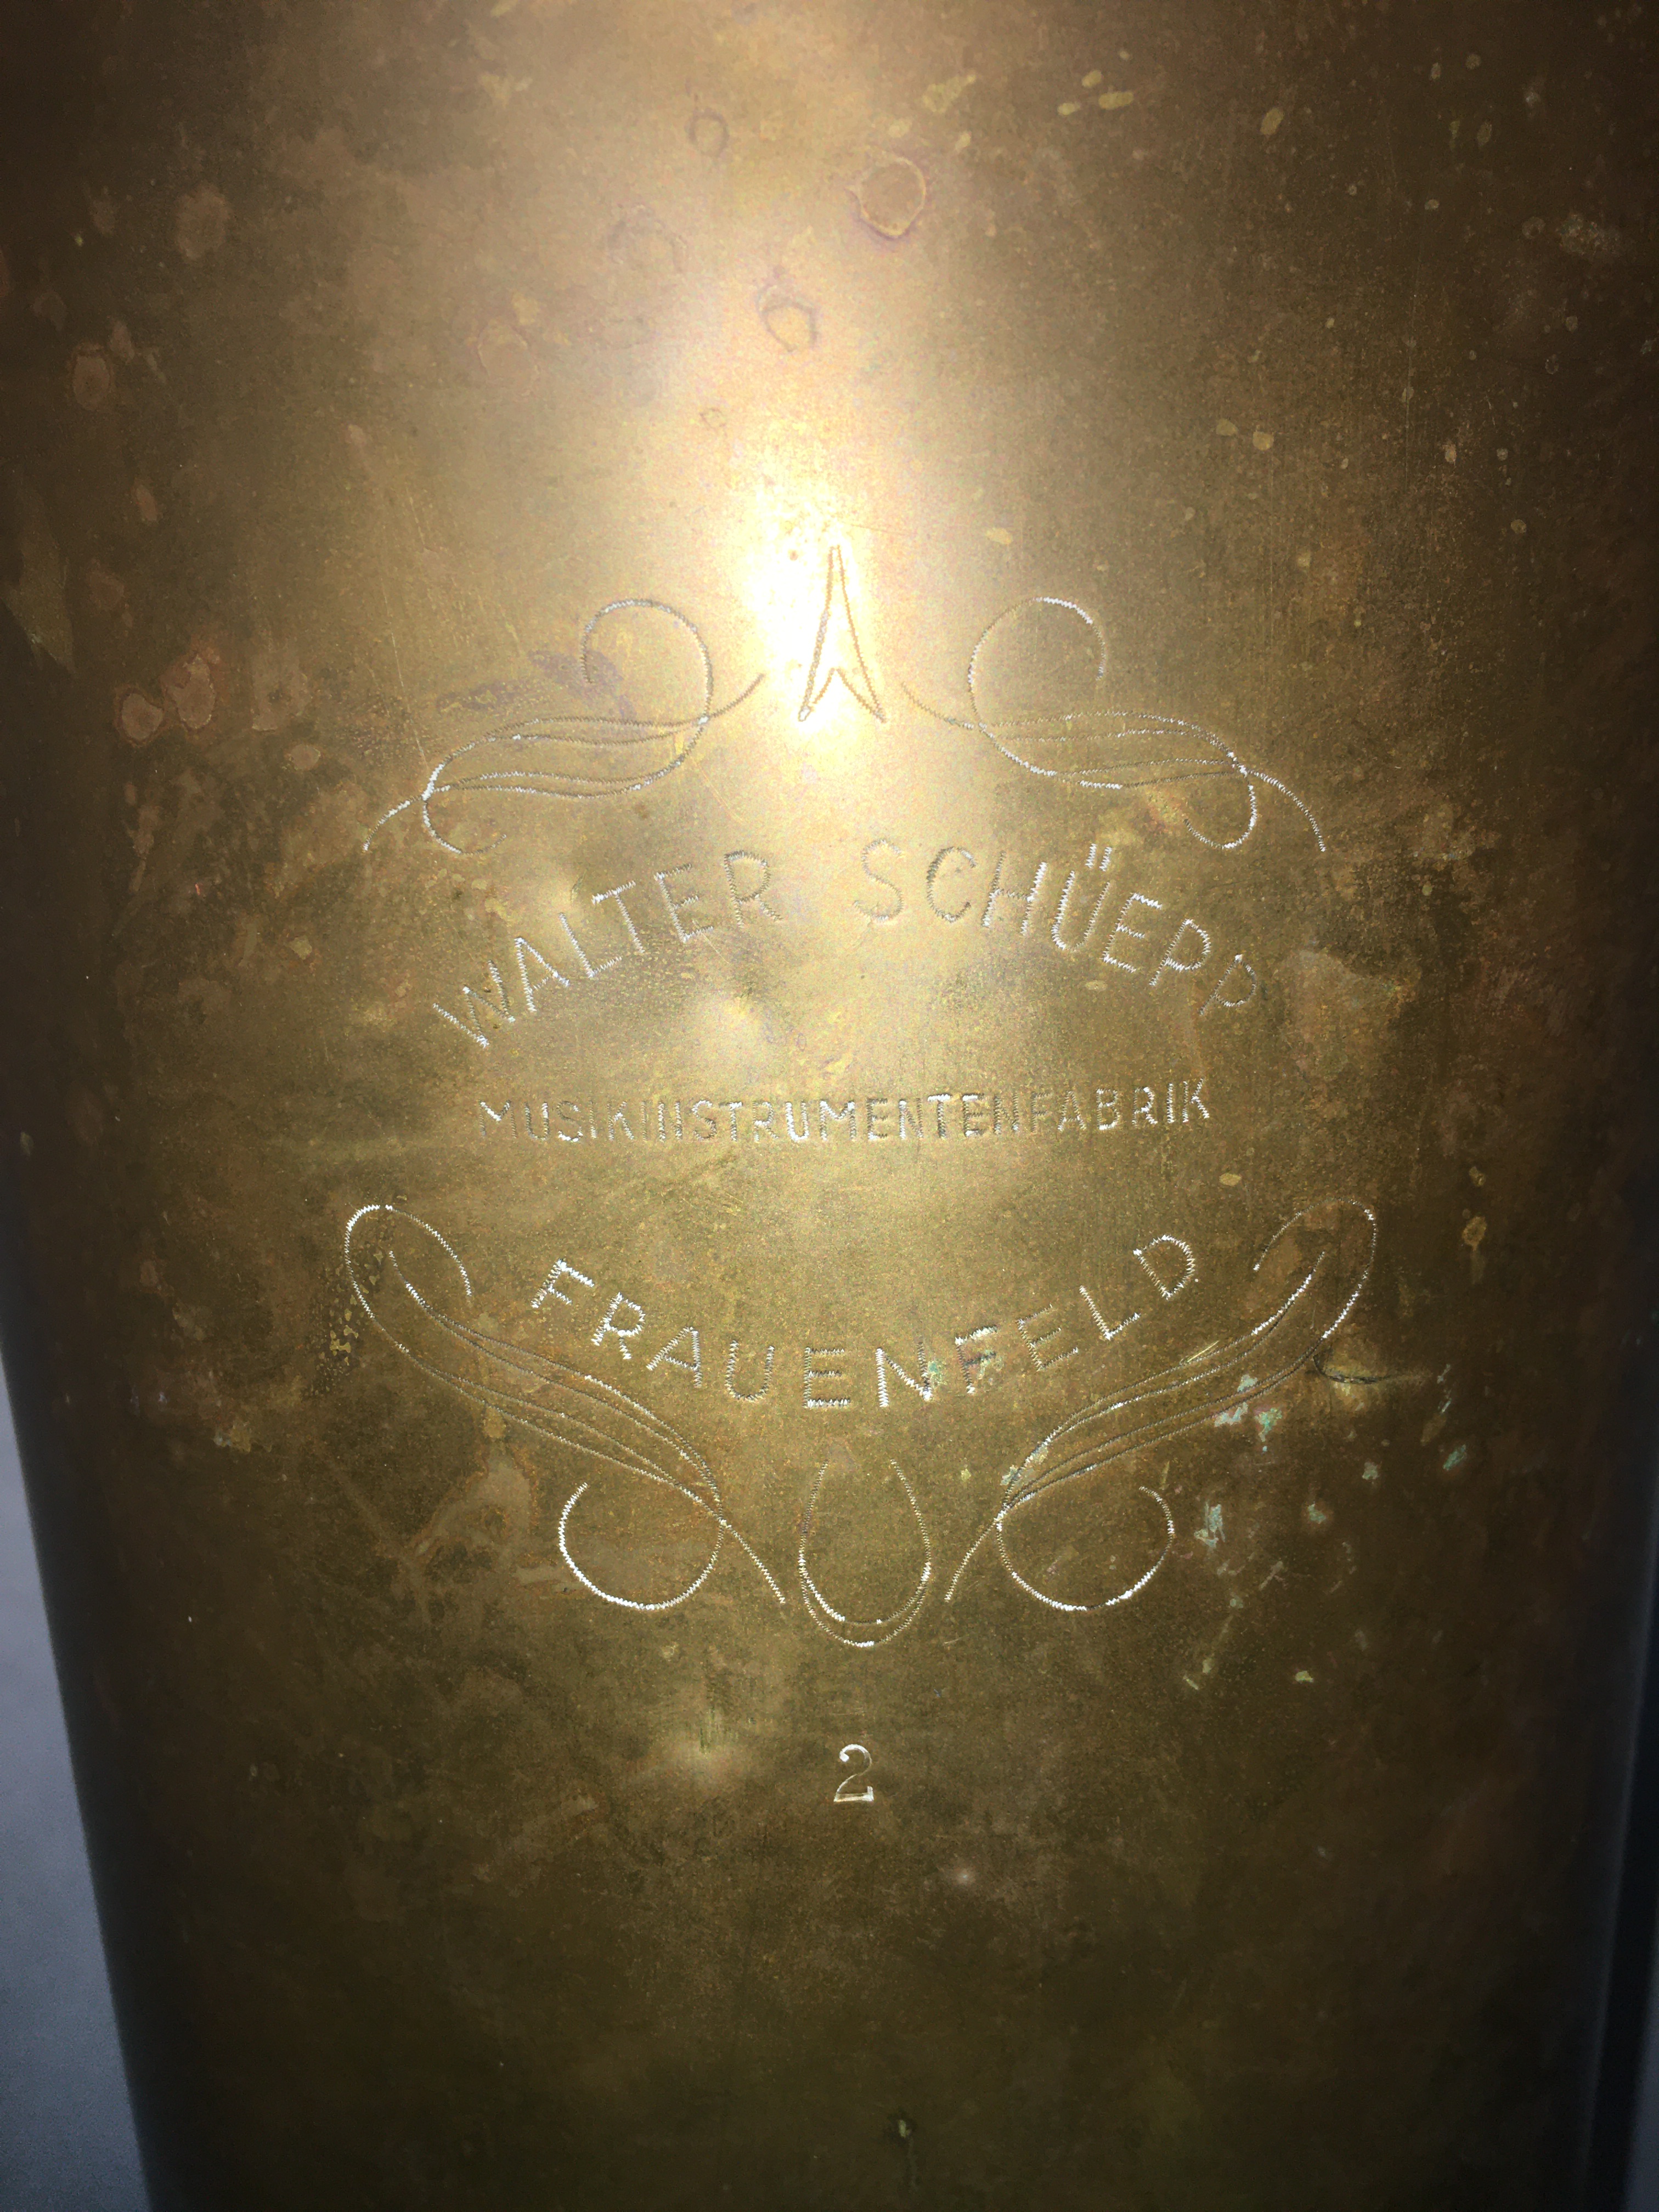 WALTER SCHÜEPP
MUSIKINSTRUMENTENFABRIK
FRAUENFELD
2